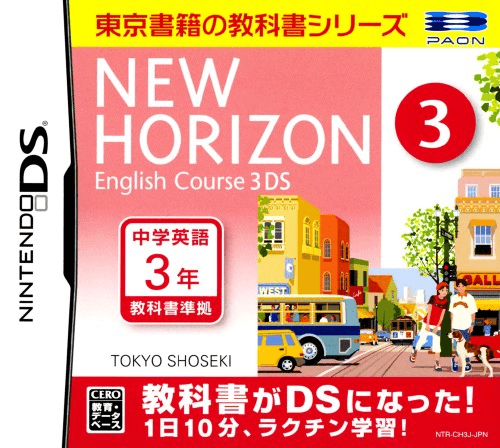 東京書籍の教科書シリーズ
PAON
NEW
HORIZON
English Course 3 DS
3
NINTENDO DS
中学英語
3年
教科書準拠
WEST
GALL
TOKYO SHOSEKI
CERO
教育・
データ
ベース
教科書がDSになった!
1日10分、ラクチン学習!
NTR-CH3J-JPN